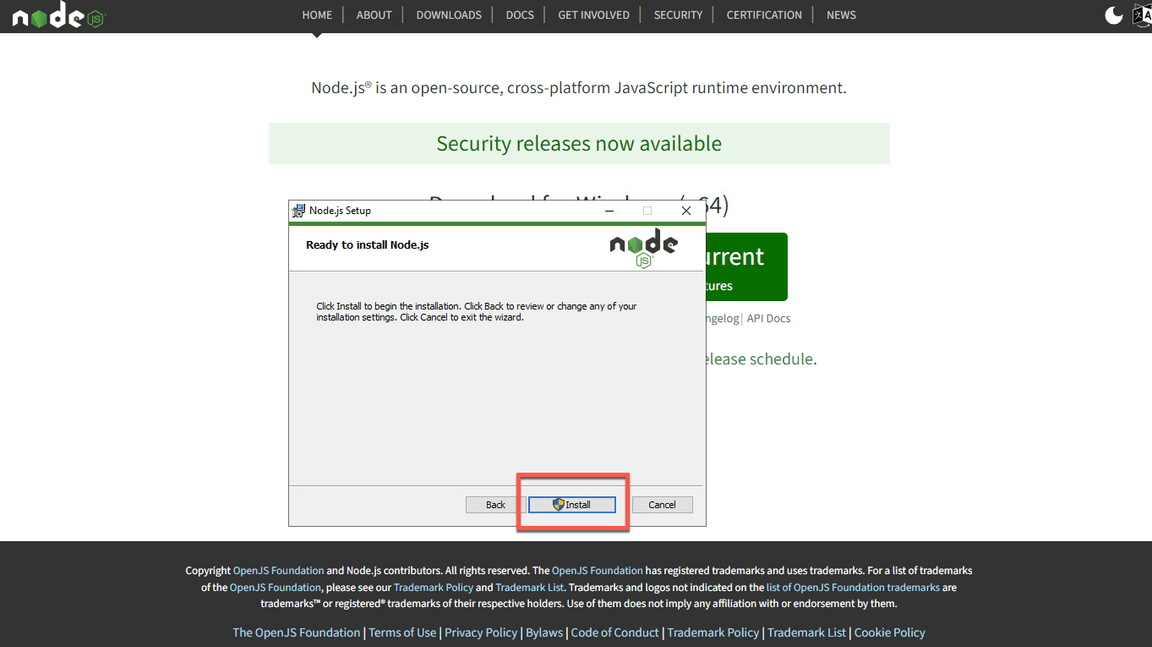 node JS
HOME | ABOUT | DOWNLOADS | DOCS | GET INVOLVED | SECURITY | CERTIFICATION | NEWS
Node.js® is an open-source, cross-platform JavaScript runtime environment.
Security releases now available
64)
Node.js Setup
Ready to install Node.js
node JS
Click Install to begin the installation. Click Back to review or change any of your
installation settings. Click Cancel to exit the wizard.
urrent
tures
ngelog | API Docs
elease schedule.
Back Install Cancel
Copyright OpenJS Foundation and Node.js contributors. All rights reserved. The OpenJS Foundation has registered trademarks and uses trademarks. For a list of trademarks
of the OpenJS Foundation, please see our Trademark Policy and Trademark List. Trademarks and logos not indicated on the list of OpenJS Foundation trademarks are
trademarks™ or registered® trademarks of their respective holders. Use of them does not imply any affiliation with or endorsement by them.
The OpenJS Foundation | Terms of Use | Privacy Policy | Bylaws | Code of Conduct | Trademark Policy | Trademark List | Cookie Policy